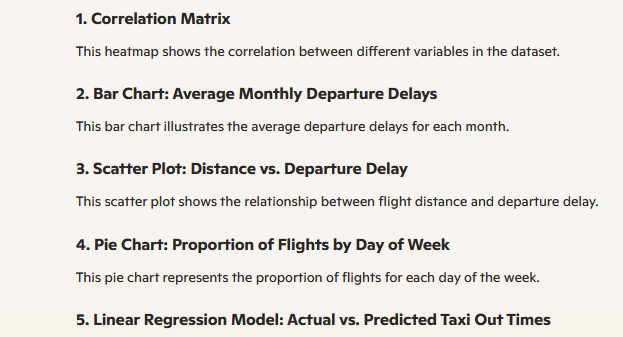 1. Correlation Matrix
This heatmap shows the correlation between different variables in the dataset.
2. Bar Chart: Average Monthly Departure Delays
This bar chart illustrates the average departure delays for each month.
3. Scatter Plot: Distance vs. Departure Delay
This scatter plot shows the relationship between flight distance and departure delay.
4. Pie Chart: Proportion of Flights by Day of Week
This pie chart represents the proportion of flights for each day of the week.
5. Linear Regression Model: Actual vs. Predicted Taxi Out Times